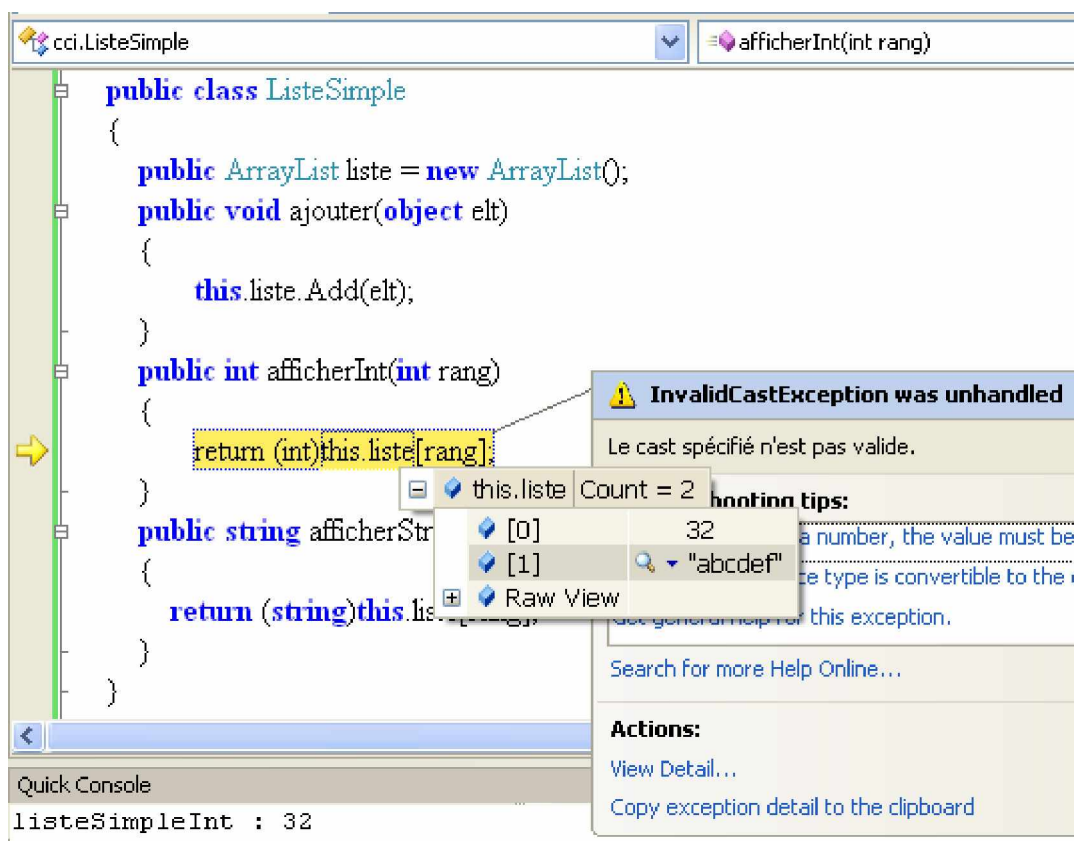 cci.ListeSimple
afficherInt(int rang)
public class ListeSimple
{
public ArrayList liste = new ArrayList();
public void ajouter(object elt)
{
this.liste.Add(elt);
}
public int afficherInt(int rang)
{
return (int)this.liste[rang];
}
public string afficherStr
{
return (string)this.lis
}
}
this.liste Count = 2
[0] 32
[1] "abcdef"
Raw View
InvalidCastException was unhandled
Le cast spécifié n'est pas valide.
hooting tips:
a number, the value must be
ce type is convertible to the
Get general help for this exception.
Search for more Help Online...
Actions:
View Detail...
Copy exception detail to the clipboard
Quick Console
listeSimpleInt : 32